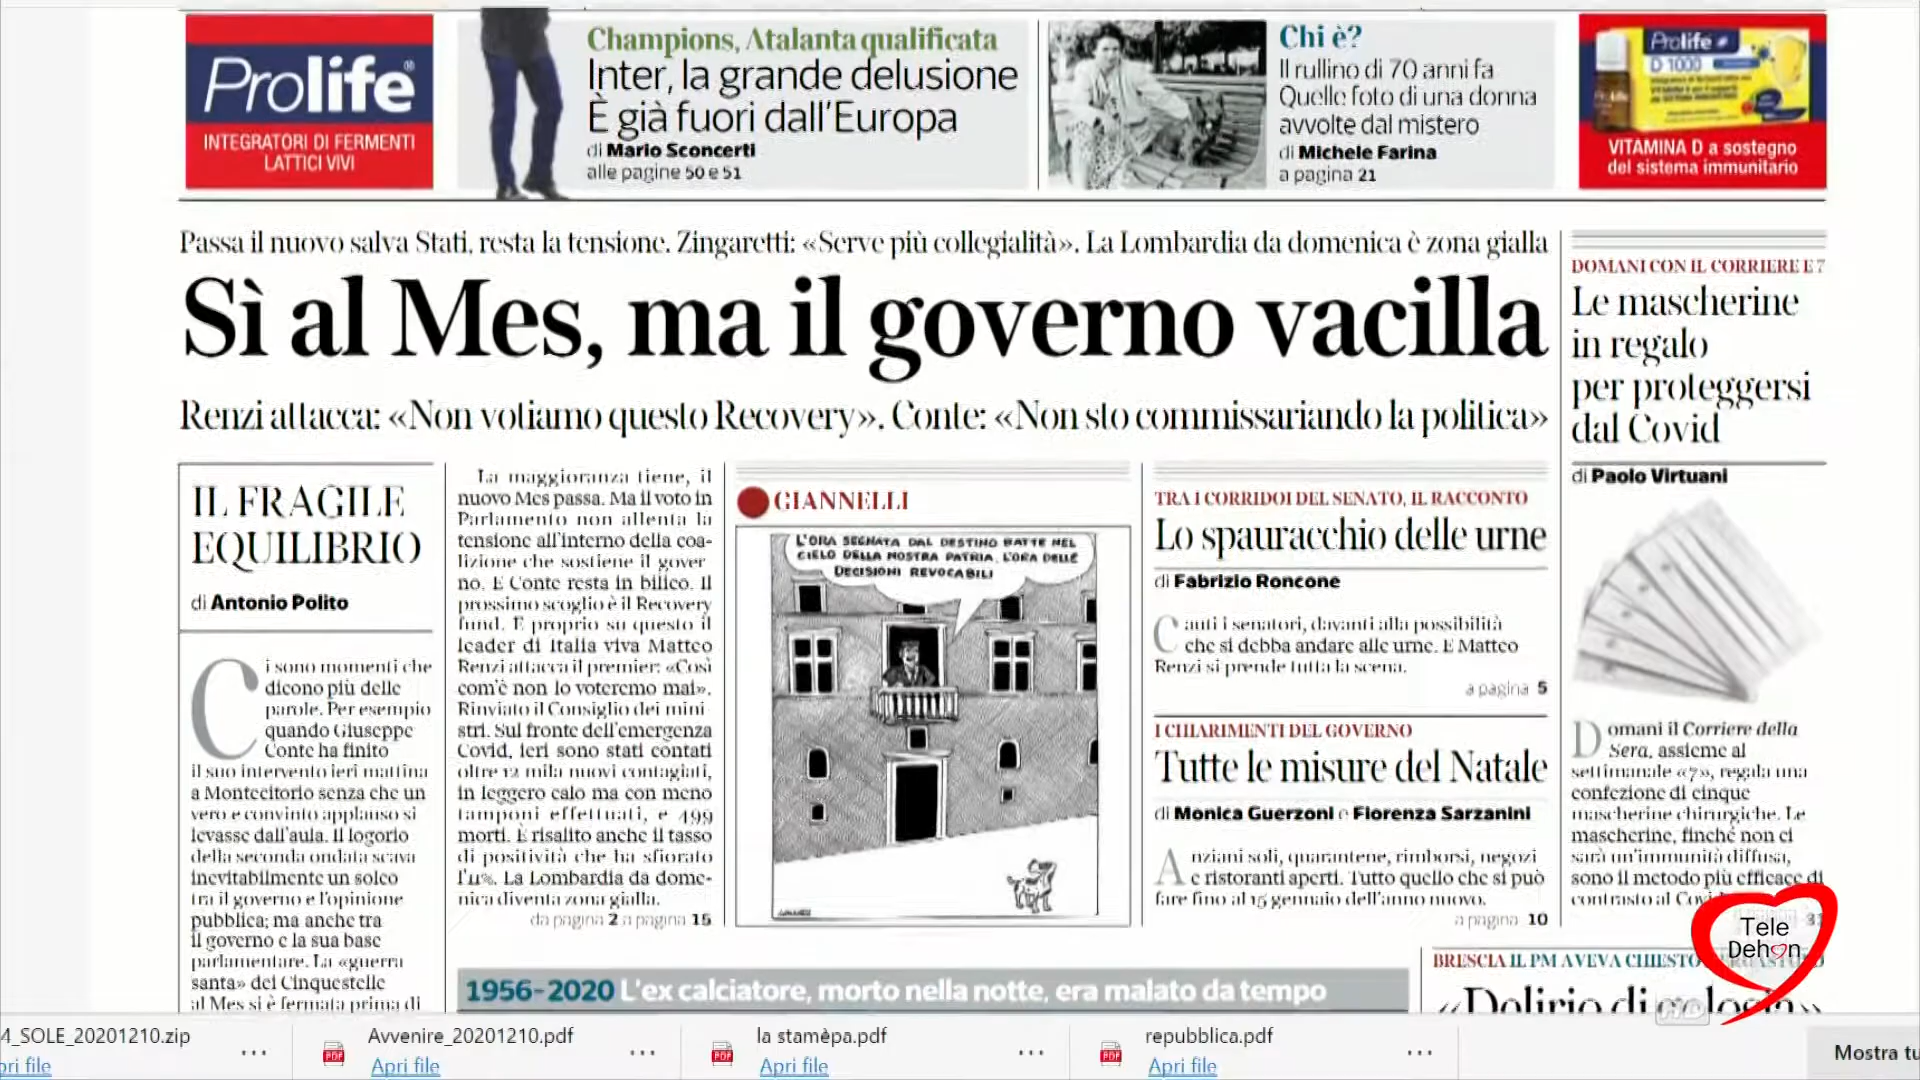 Prolife®
INTEGRATORI DI FERMENTI
LATTICI VIVI
Champions, Atalanta qualificata
Inter, la grande delusione
È già fuori dall'Europa
di Mario Sconcerti
alle pagine 50 e 51
Chi è?
Il rullino di 70 anni fa
Quelle foto di una donna
avvolte dal mistero
di Michele Farina
a pagina 21
Prolife
D 1000
VITAMINA D a sostegno
del sistema immunitario
Passa il nuovo salva Stati, resta la tensione. Zingaretti: «Serve più collegialità». La Lombardia da domenica è zona gialla
Sì al Mes, ma il governo vacilla
Renzi attacca: «Non votiamo questo Recovery». Conte: «Non sto commissariando la politica»
IL FRAGILE
EQUILIBRIO
di Antonio Polito
Ci sono momenti che
dicono più delle
parole. Per esempio
quando Giuseppe
Conte ha finito
il suo intervento ieri mattina
a Montecitorio senza che un
vero e convinto applauso si
levasse dall'aula. Il logorio
della seconda ondata scava
inevitabilmente un solco
tra il governo e l'opinione
pubblica; ma anche tra
il governo e la sua base
parlamentare. La «guerra
santa» dei Cinquestelle
al Mes si è fermata prima di
La maggioranza tiene, il
nuovo Mes passa. Ma il voto in
Parlamento non allenta la
tensione all'interno della coa-
lizione che sostiene il gover
no. E Conte resta in bilico. Il
prossimo scoglio è il Recovery
fund. E proprio su questo il
leader di Italia viva Matteo
Renzi attacca il premier: «Così
com'è non lo voteremo mai».
Rinviato il Consiglio dei mini
stri. Sul fronte dell'emergenza
Covid, ieri sono stati contati
oltre 12 mila nuovi contagiati,
in leggero calo ma con meno
tamponi effettuati, e 499
morti. È risalito anche il tasso
di positività che ha sfiorato
l'11%. La Lombardia da dome-
nica diventa zona gialla.
da pagina 2 a pagina 15
GIANNELLI
L'ORA SEGNATA DAL DESTINO BATTE NEL
CIELO DELLA NOSTRA PATRIA. L'ORA DELLE
DECISIONI REVOCABILI
TRA I CORRIDOI DEL SENATO, IL RACCONTO
Lo spauracchio delle urne
di Fabrizio Roncone
Cauti i senatori, davanti alla possibilità
che si debba andare alle urne. E Matteo
Renzi si prende tutta la scena.
a pagina 5
I CHIARIMENTI DEL GOVERNO
Tutte le misure del Natale
di Monica Guerzoni e Fiorenza Sarzanini
Anziani soli, quarantene, rimborsi, negozi
e ristoranti aperti. Tutto quello che si può
fare fino al 15 gennaio dell'anno nuovo.
a pagina 10
DOMANI CON IL CORRIERE E 7
Le mascherine
in regalo
per proteggersi
dal Covid
di Paolo Virtuani
Domani il Corriere della
Sera, assieme al
settimanale «7», regala una
confezione di cinque
mascherine chirurgiche. Le
mascherine, finché non ci
sarà un'immunità diffusa,
sono il metodo più efficace di
contrasto al
1956-2020 L'ex calciatore, morto nella notte, era malato da tempo
BRESCIA IL PM AVEVA CHIESTO
«Delirio di gelosia»
Tele
Dehon
HD
4_SOLE_20201210.zip
pri file
Avvenire_20201210.pdf
Apri file
la stamèpa.pdf
Apri file
repubblica.pdf
Apri file
Mostra tu